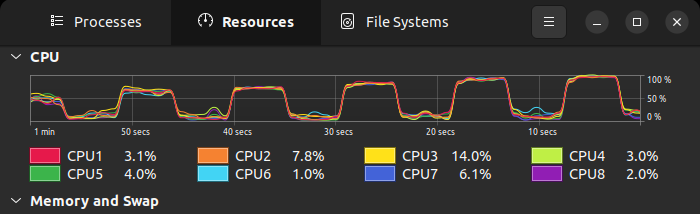 Processes Resources File Systems
CPU
100 %
50 %
0 %
1 min 50 secs 40 secs 30 secs 20 secs 10 secs
CPU1 3.1% CPU2 7.8% CPU3 14.0% CPU4 3.0%
CPU5 4.0% CPU6 1.0% CPU7 6.1% CPU8 2.0%
Memory and Swap